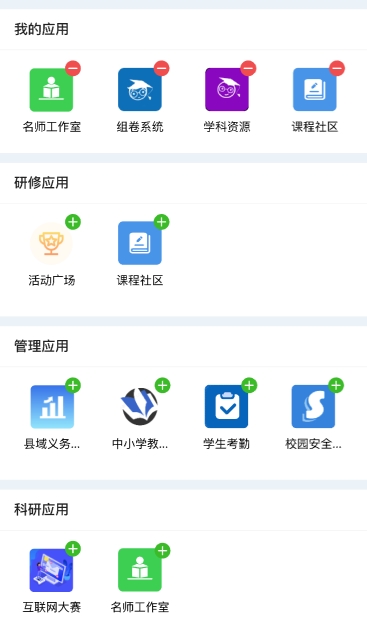 我的应用
名师工作室 组卷系统 学科资源 课程社区
研修应用
活动广场 课程社区
管理应用
县域义务... 中小学教... 学生考勤 校园安全...
科研应用
互联网大赛 名师工作室